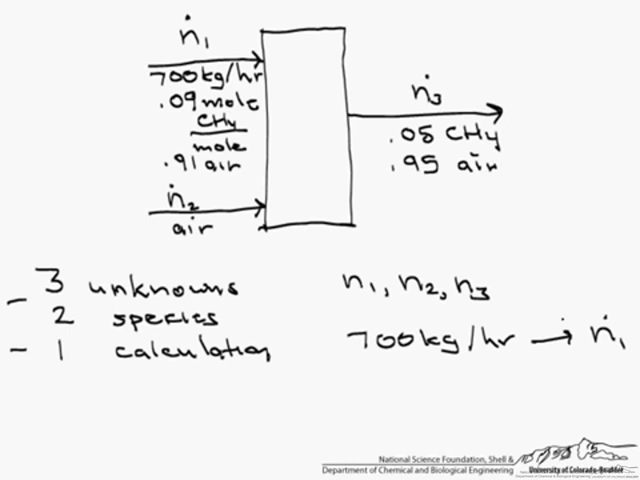 ṅ₁
700kg/hr
.09 mole
CH₄
mole
.91 air
ṅ₃
.05 CH₄
.95 air
ṅ₂
air
3 unknowns n₁, n₂, n₃
- 2 species
- 1 calculation 700kg/hr → ṅ₁
National Science Foundation, Shell &
Department of Chemical and Biological Engineering
University of Colorado Boulder